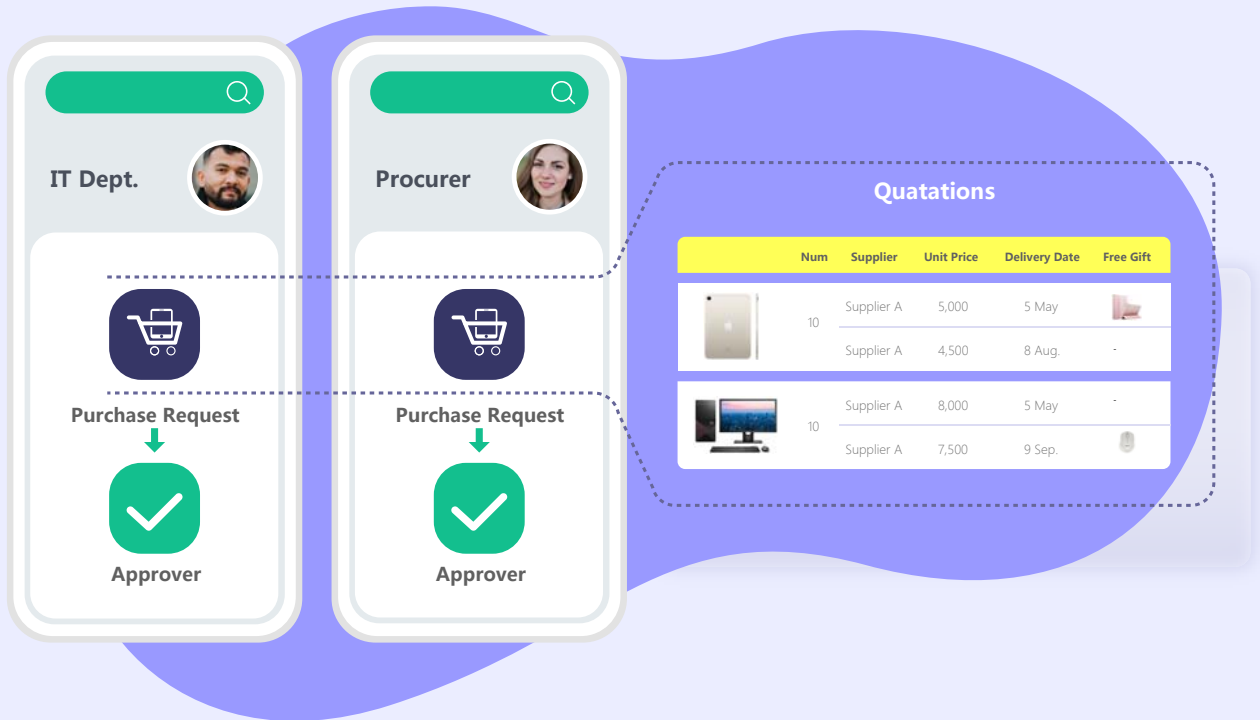 IT Dept.
Purchase Request
Approver
Procurer
Purchase Request
Approver
Quatations
Num Supplier Unit Price Delivery Date Free Gift
10
Supplier A 5,000 5 May
Supplier A 4,500 8 Aug. -
10
Supplier A 8,000 5 May -
Supplier A 7,500 9 Sep.